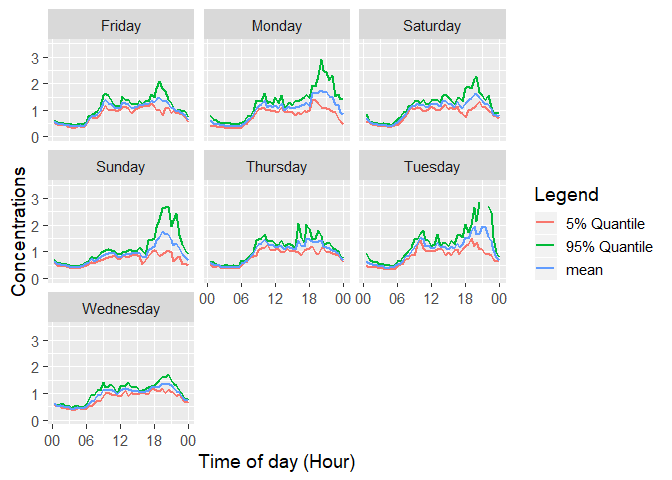 Friday Monday Saturday
3
2
1
0
Sunday Thursday Tuesday
3
2
1
0
00 06 12 18 00 00 06 12 18 00
Wednesday
3
2
1
0
00 06 12 18 00
Time of day (Hour)
Concentrations
Legend
5% Quantile
95% Quantile
mean